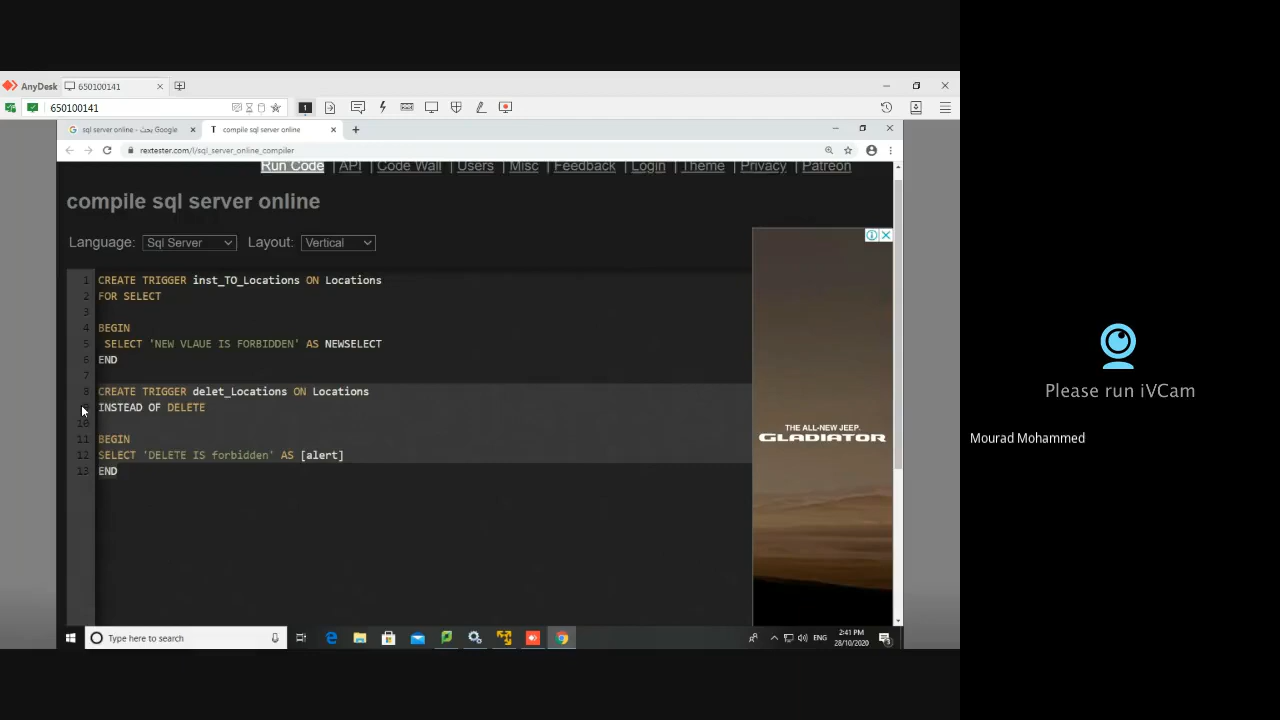 AnyDesk
650100141
650100141
1
sql server online - بحث Google
compile sql server online
rextester.com/l/sql_server_online_compiler
Run Code | API | Code Wall | Users | Misc | Feedback | Login | Theme | Privacy | Patreon
compile sql server online
Language: Sql Server Layout: Vertical
1 CREATE TRIGGER inst_TO_Locations ON Locations
2 FOR SELECT
3
4 BEGIN
5 SELECT 'NEW VLAUE IS FORBIDDEN' AS NEWSELECT
6 END
7
8 CREATE TRIGGER delet_Locations ON Locations
INSTEAD OF DELETE
10
11 BEGIN
12 SELECT 'DELETE IS forbidden' AS [alert]
13 END
THE ALL-NEW JEEP.
GLADIATOR
Please run iVCam
Mourad Mohammed
Type here to search
ENG
2:41 PM
28/10/2020